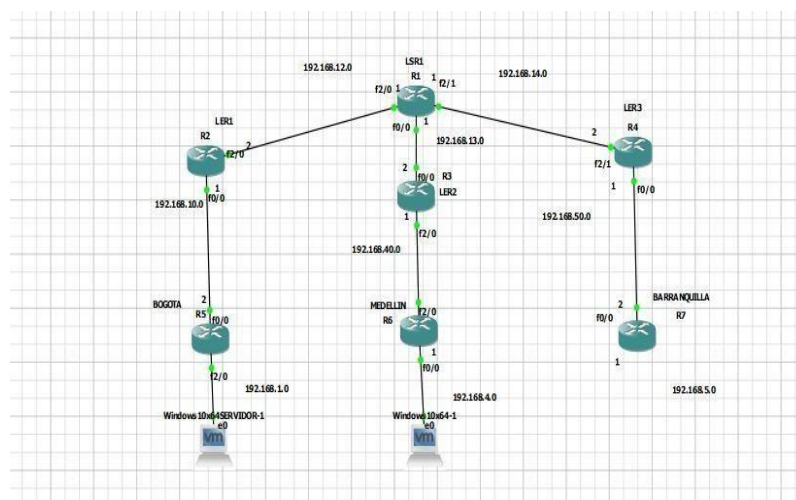 LSR1
192.168.12.0
R1
1 f2/1
192.168.14.0
f2/0 1
LER3
LER1
f0/0 1
R4
R2
2
192.168.13.0
2
f2/0
2
f0/0
R3
f2/1
1
f0/0
LER2
1
f0/0
192.168.10.0
1
f2/0
192.168.50.0
192.168.40.0
BOGOTA
2
MEDELLIN
f2/0
2
BARRANQUILLA
R5
f0/0
R6
f0/0
R7
1
f0/0
1
f2/0
192.168.1.0
192.168.4.0
192.168.5.0
Windows10x64SERVIDOR-1
e0
Windows10x64-1
e0
vm
vm